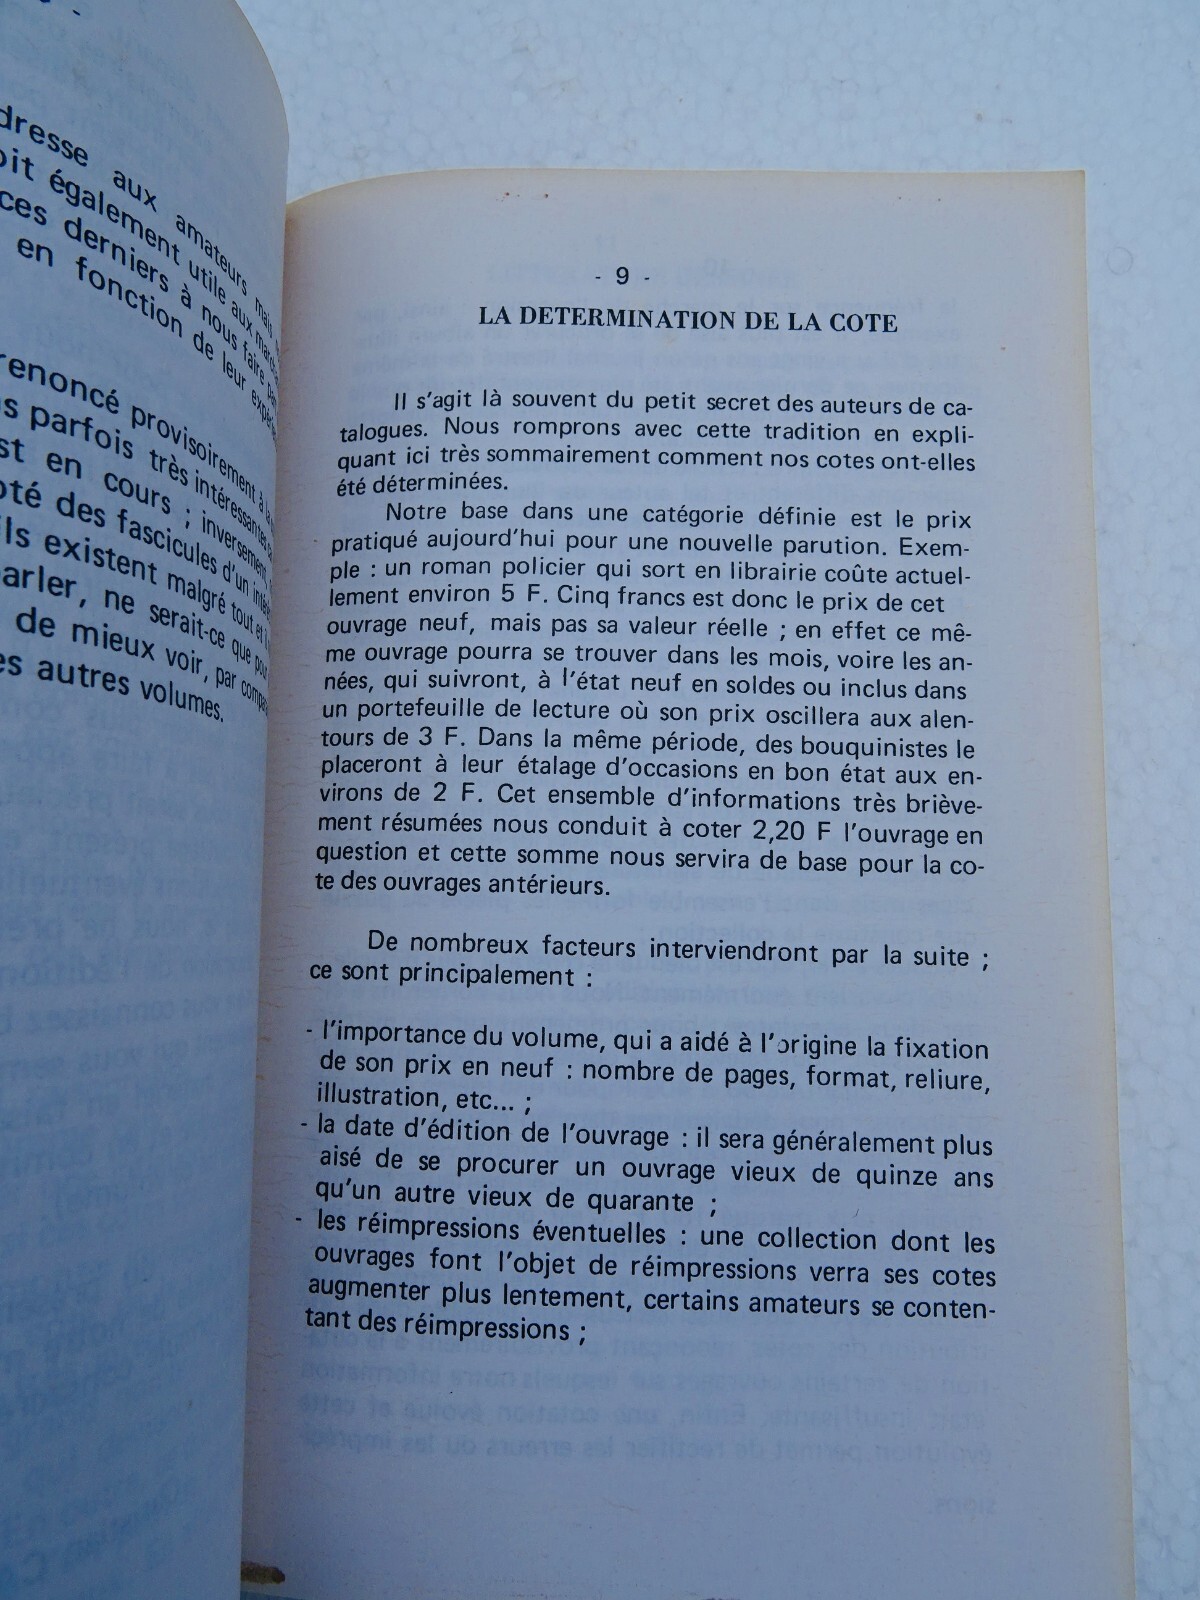 dresse aux amateurs mais
oit également utile aux
ces derniers à nous faire
en fonction de leur
renoncé provisoirement à la
s parfois très intéressantes
st en cours ; inversement,
oté des fascicules d'un
ils existent malgré tout et
arler, ne serait-ce que pour
de mieux voir, par
es autres volumes.
- 9 -
LA DETERMINATION DE LA COTE
Il s'agit là souvent du petit secret des auteurs de ca-
talogues. Nous romprons avec cette tradition en expli-
quant ici très sommairement comment nos cotes ont-elles
été déterminées.
Notre base dans une catégorie définie est le prix
pratiqué aujourd'hui pour une nouvelle parution. Exem-
ple : un roman policier qui sort en librairie coûte actuel-
lement environ 5 F. Cinq francs est donc le prix de cet
ouvrage neuf, mais pas sa valeur réelle ; en effet ce mê-
me ouvrage pourra se trouver dans les mois, voire les an-
nées, qui suivront, à l'état neuf en soldes ou inclus dans
un portefeuille de lecture où son prix oscillera aux alen-
tours de 3 F. Dans la même période, des bouquinistes le
placeront à leur étalage d'occasions en bon état aux en-
virons de 2 F. Cet ensemble d'informations très briève-
ment résumées nous conduit à coter 2,20 F l'ouvrage en
question et cette somme nous servira de base pour la co-
te des ouvrages antérieurs.
De nombreux facteurs interviendront par la suite ;
ce sont principalement :
- l'importance du volume, qui a aidé à l'origine la fixation
de son prix en neuf : nombre de pages, format, reliure,
illustration, etc... ;
- la date d'édition de l'ouvrage : il sera généralement plus
aisé de se procurer un ouvrage vieux de quinze ans
qu'un autre vieux de quarante ;
- les réimpressions éventuelles : une collection dont les
ouvrages font l'objet de réimpressions verra ses cotes
augmenter plus lentement, certains amateurs se conten-
tant des réimpressions ;